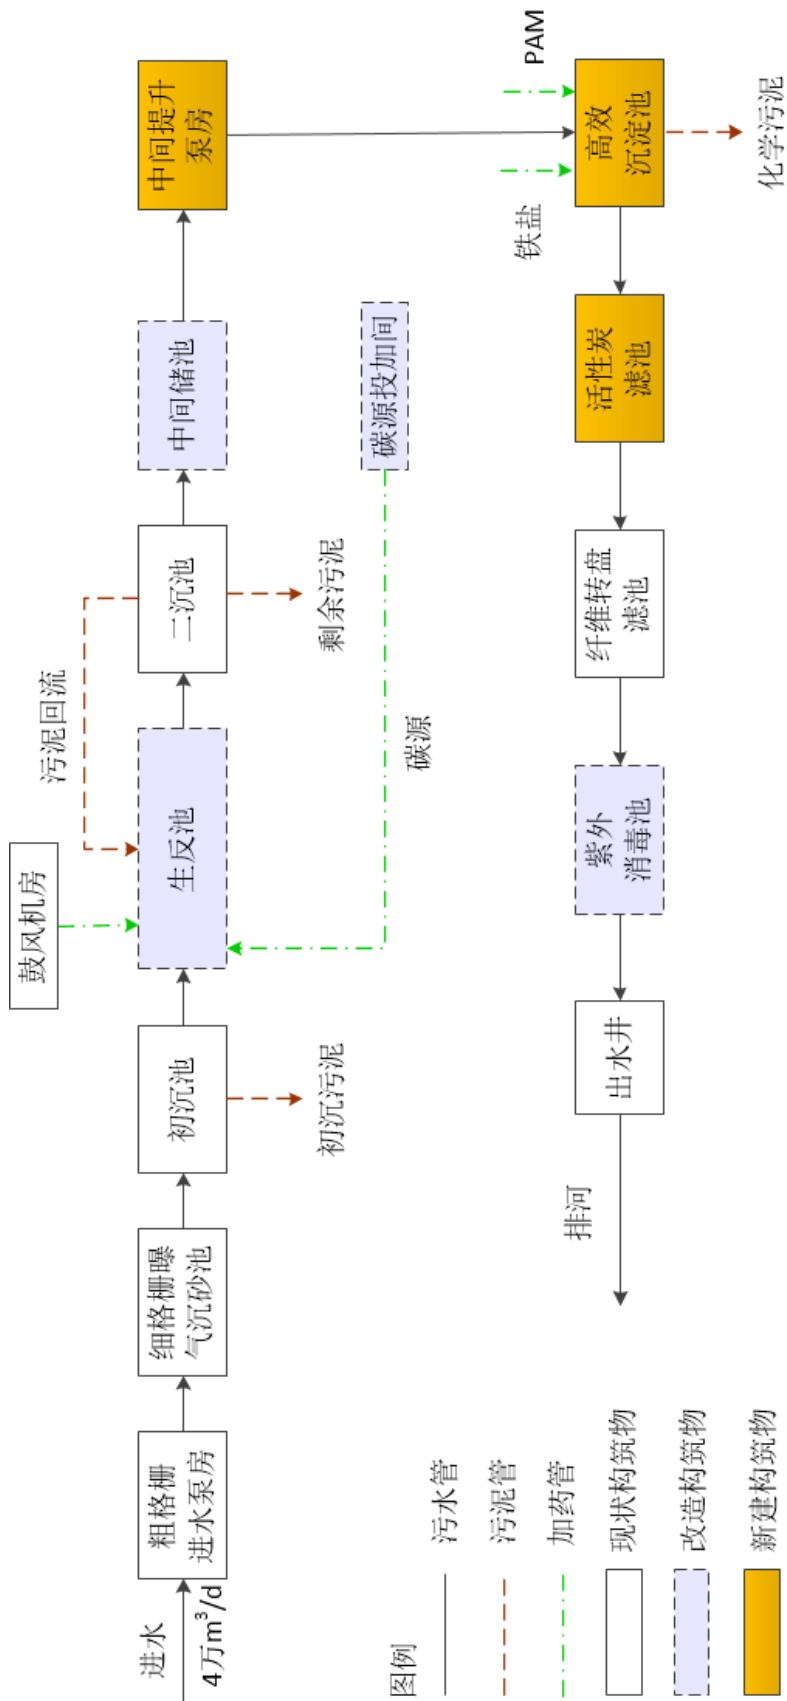 进水
4万m³/d
粗格栅
进水泵房
细格栅曝
气沉砂池
初沉池
初沉污泥
鼓风机房
生反池
污泥回流
二沉池
剩余污泥
中间储池
中间提升
泵房
碳源投加间
碳源
PAM
铁盐
高效
沉淀池
化学污泥
活性炭
滤池
纤维转盘
滤池
紫外
消毒池
出水井
排河
图例
污水管
污泥管
加药管
现状构筑物
改造构筑物
新建构筑物